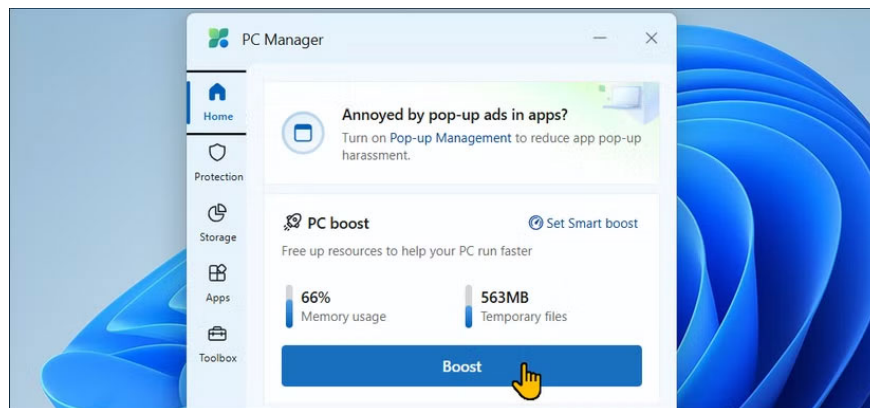 PC Manager
Home
Protection
Storage
Apps
Toolbox
Annoyed by pop-up ads in apps?
Turn on Pop-up Management to reduce app pop-up
harassment.
PC boost
Set Smart boost
Free up resources to help your PC run faster
66%
Memory usage
563MB
Temporary files
Boost